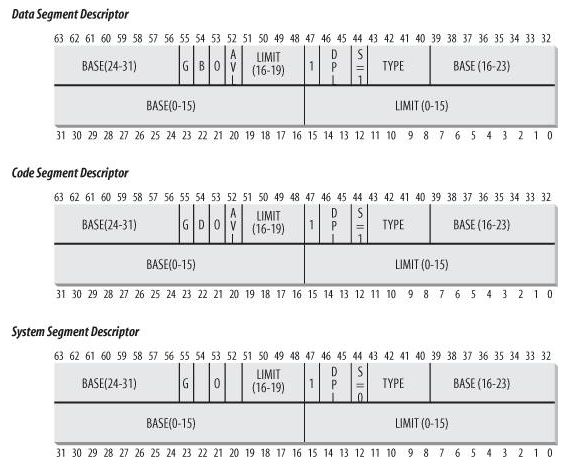 Data Segment Descriptor
63 62 61 60 59 58 57 56 55 54 53 52 51 50 49 48 47 46 45 44 43 42 41 40 39 38 37 36 35 34 33 32
BASE(24-31) G B O AVL LIMIT (16-19) 1 DPL S=1 TYPE BASE (16-23)
BASE(0-15) LIMIT (0-15)
31 30 29 28 27 26 25 24 23 22 21 20 19 18 17 16 15 14 13 12 11 10 9 8 7 6 5 4 3 2 1 0
Code Segment Descriptor
63 62 61 60 59 58 57 56 55 54 53 52 51 50 49 48 47 46 45 44 43 42 41 40 39 38 37 36 35 34 33 32
BASE(24-31) G D O AVL LIMIT (16-19) 1 DPL S=1 TYPE BASE (16-23)
BASE(0-15) LIMIT (0-15)
31 30 29 28 27 26 25 24 23 22 21 20 19 18 17 16 15 14 13 12 11 10 9 8 7 6 5 4 3 2 1 0
System Segment Descriptor
63 62 61 60 59 58 57 56 55 54 53 52 51 50 49 48 47 46 45 44 43 42 41 40 39 38 37 36 35 34 33 32
BASE(24-31) G O LIMIT (16-19) 1 DPL S=0 TYPE BASE (16-23)
BASE(0-15) LIMIT (0-15)
31 30 29 28 27 26 25 24 23 22 21 20 19 18 17 16 15 14 13 12 11 10 9 8 7 6 5 4 3 2 1 0